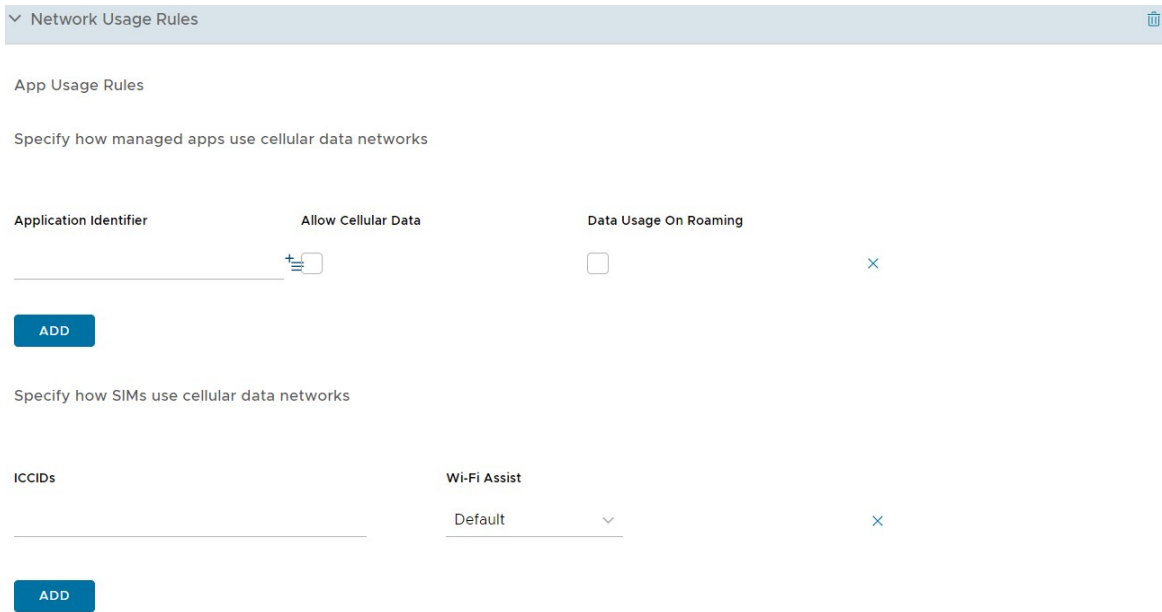 Network Usage Rules
App Usage Rules
Specify how managed apps use cellular data networks
Application Identifier Allow Cellular Data Data Usage On Roaming
ADD
Specify how SIMs use cellular data networks
ICCIDs Wi-Fi Assist
Default
ADD